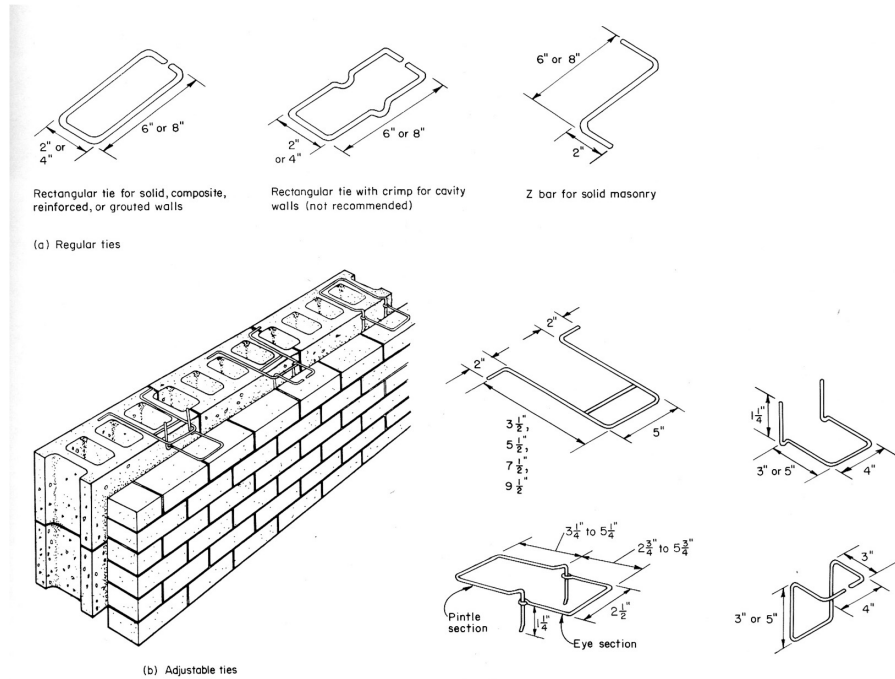 6" or 8"
2" or
4"
6" or 8"
2"
or 4"
6" or 8"
2"
Rectangular tie for solid, composite,
reinforced, or grouted walls
Rectangular tie with crimp for cavity
walls (not recommended)
Z bar for solid masonry
(a) Regular ties
2"
2"
3 1/2",
5 1/2",
7 1/2",
9 1/2"
5"
1 1/4"
3" or 5"
4"
3 1/4" to 5 1/4"
2 3/4" to 5 3/4"
2 1/2"
1 1/4"
Pintle
section
Eye section
3"
3" or 5"
4"
(b) Adjustable ties